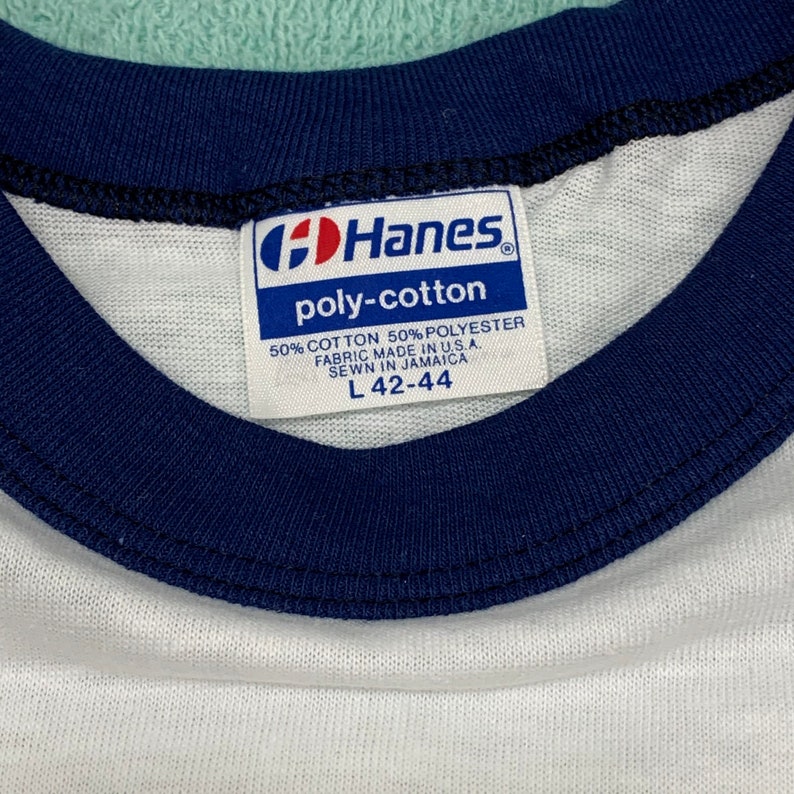 Hanes®
poly-cotton
50% COTTON 50% POLYESTER
FABRIC MADE IN U.S.A.
SEWN IN JAMAICA
L 42-44